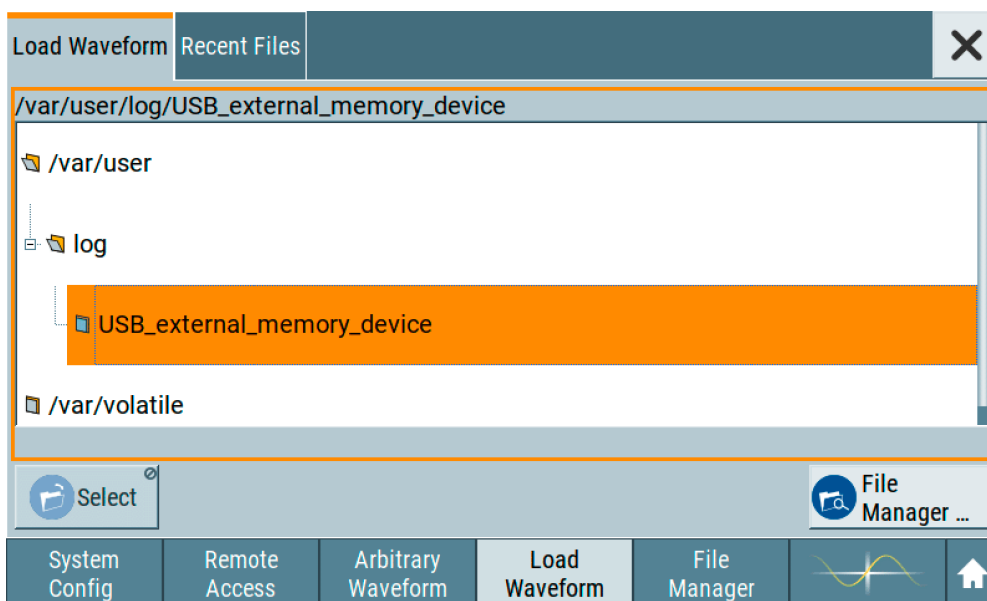 Load Waveform Recent Files
/var/user/log/USB_external_memory_device
/var/user
log
USB_external_memory_device
/var/volatile
Select
File
Manager ...
System
Config
Remote
Access
Arbitrary
Waveform
Load
Waveform
File
Manager